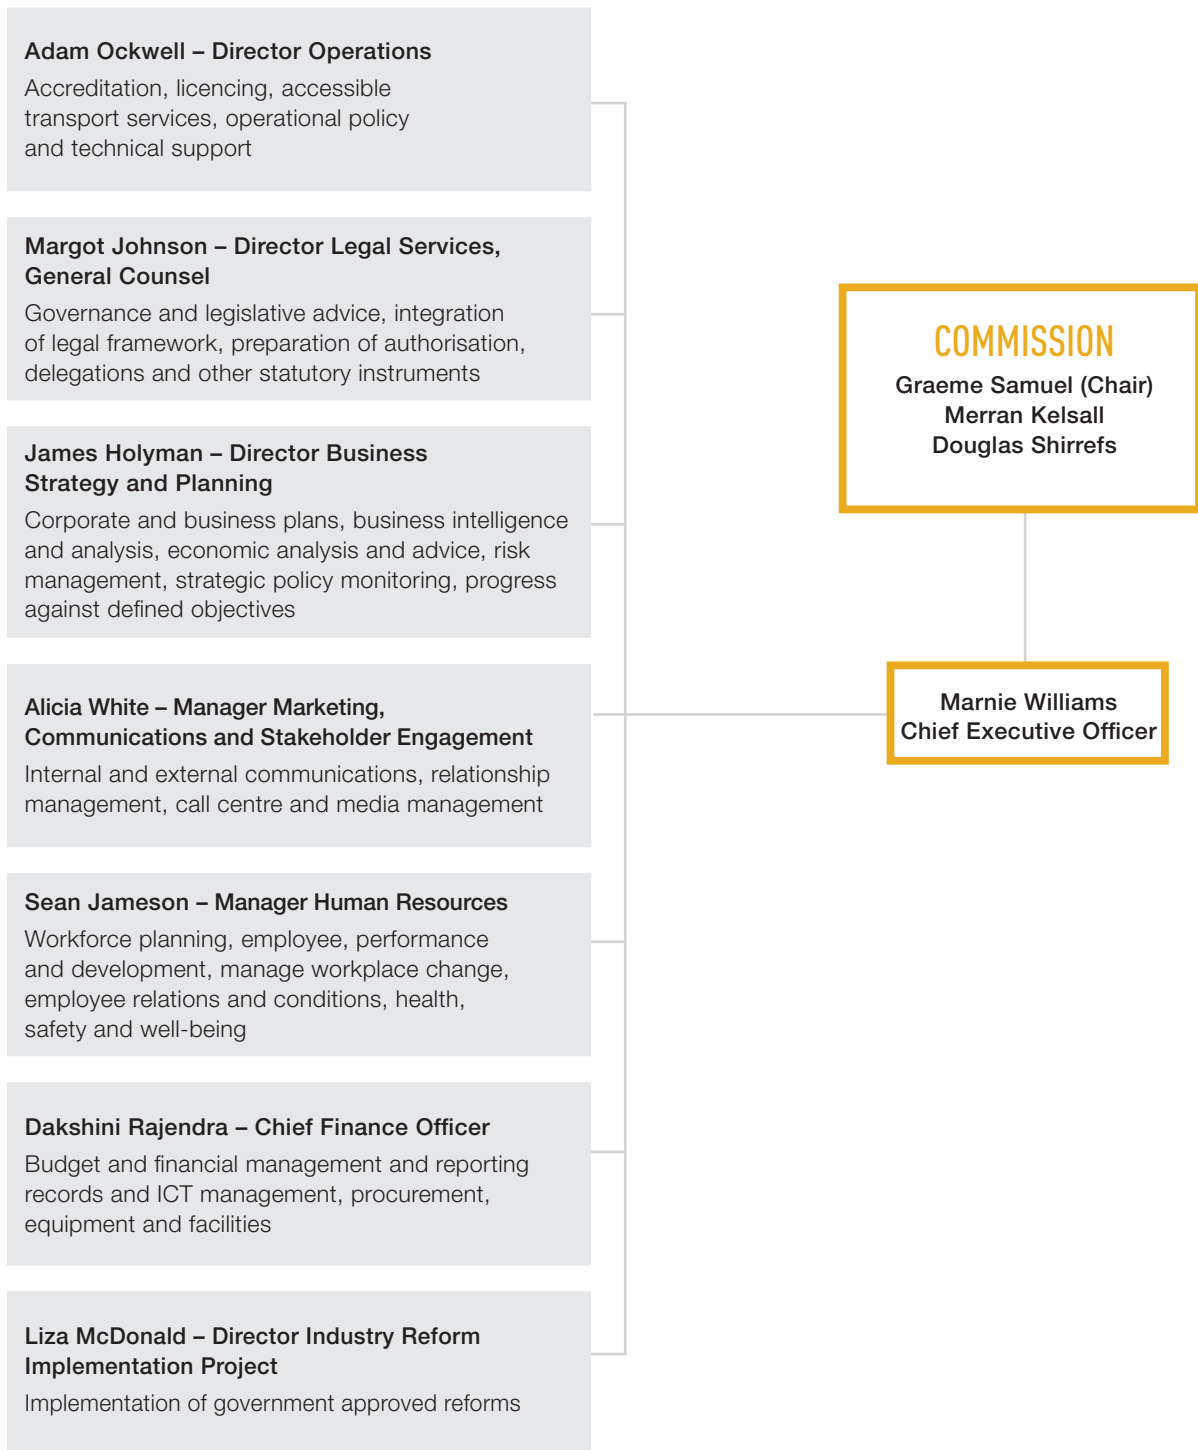 Adam Ockwell – Director Operations
Accreditation, licencing, accessible
transport services, operational policy
and technical support
Margot Johnson – Director Legal Services,
General Counsel
Governance and legislative advice, integration
of legal framework, preparation of authorisation,
delegations and other statutory instruments
James Holyman – Director Business
Strategy and Planning
Corporate and business plans, business intelligence
and analysis, economic analysis and advice, risk
management, strategic policy monitoring, progress
against defined objectives
Alicia White – Manager Marketing,
Communications and Stakeholder Engagement
Internal and external communications, relationship
management, call centre and media management
Sean Jameson – Manager Human Resources
Workforce planning, employee, performance
and development, manage workplace change,
employee relations and conditions, health,
safety and well-being
Dakshini Rajendra – Chief Finance Officer
Budget and financial management and reporting
records and ICT management, procurement,
equipment and facilities
Liza McDonald – Director Industry Reform
Implementation Project
Implementation of government approved reforms
COMMISSION
Graeme Samuel (Chair)
Merran Kelsall
Douglas Shirrefs
Marnie Williams
Chief Executive Officer